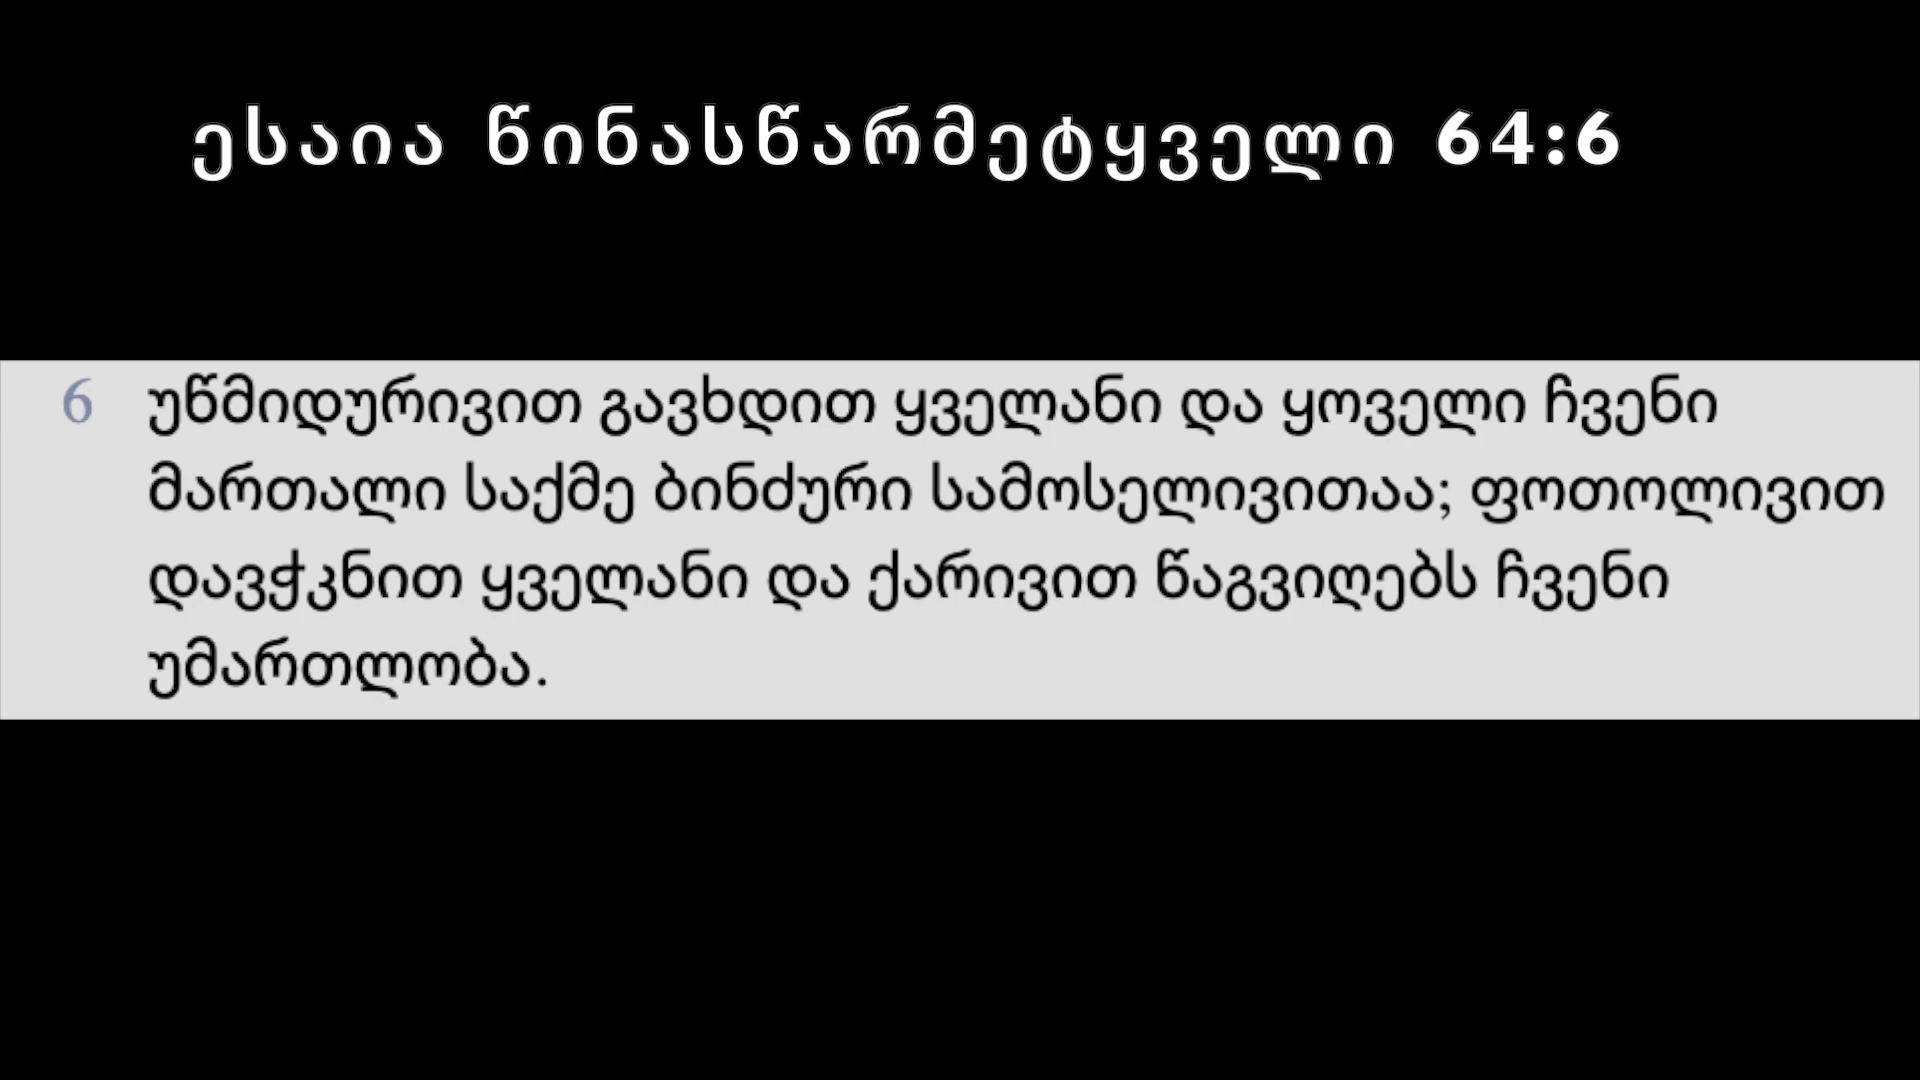 ესაია წინასწარმეტყველი 64:6
6 უწმიდურივით გავხდით ყველანი და ყოველი ჩვენი
მართალი საქმე ბინძური სამოსელივითაა; ფოთოლივით
დავჭკნით ყველანი და ქარივით წაგვიღებს ჩვენი
უმართლობა.